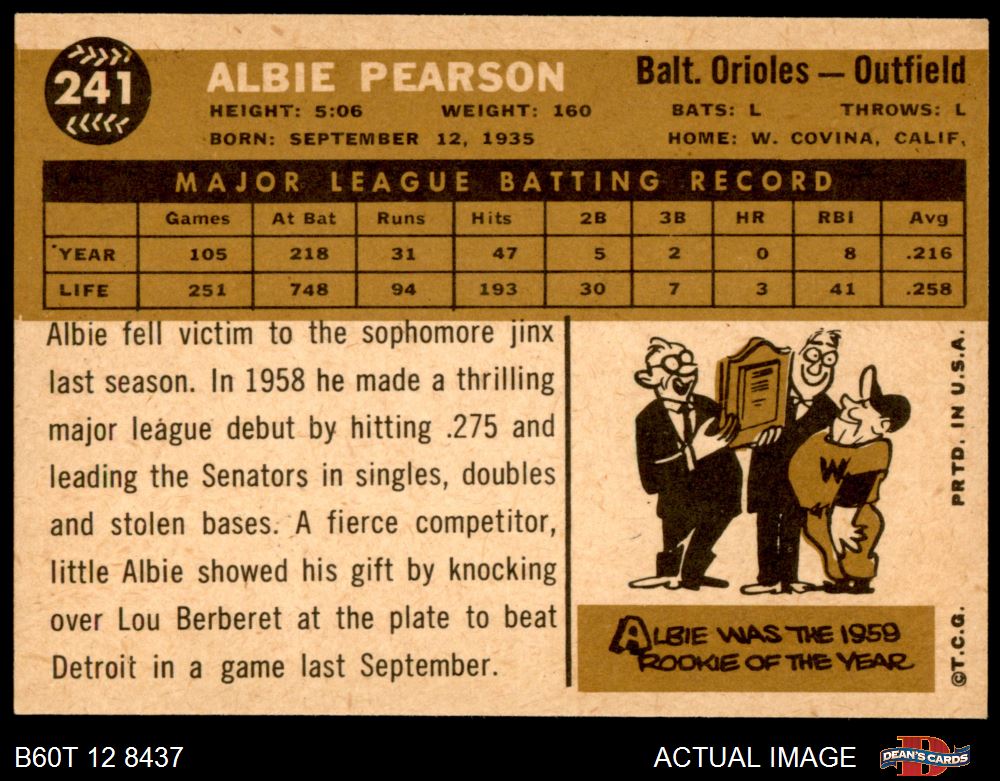 241
ALBIE PEARSON
Balt. Orioles — Outfield
HEIGHT: 5:06 WEIGHT: 160 BATS: L THROWS: L
BORN: SEPTEMBER 12, 1935 HOME: W. COVINA, CALIF.
MAJOR LEAGUE BATTING RECORD
Games At Bat Runs Hits 2B 3B HR RBI Avg
YEAR 105 218 31 47 5 2 0 8 .216
LIFE 251 748 94 193 30 7 3 41 .258
Albie fell victim to the sophomore jinx
last season. In 1958 he made a thrilling
major league debut by hitting .275 and
leading the Senators in singles, doubles
and stolen bases. A fierce competitor,
little Albie showed his gift by knocking
over Lou Berberet at the plate to beat
Detroit in a game last September.
W
ALBIE WAS THE 1959
ROOKIE OF THE YEAR
©T.C.G. PRTD. IN U.S.A.
B60T 12 8437
ACTUAL IMAGE
D
DEAN'S CARDS